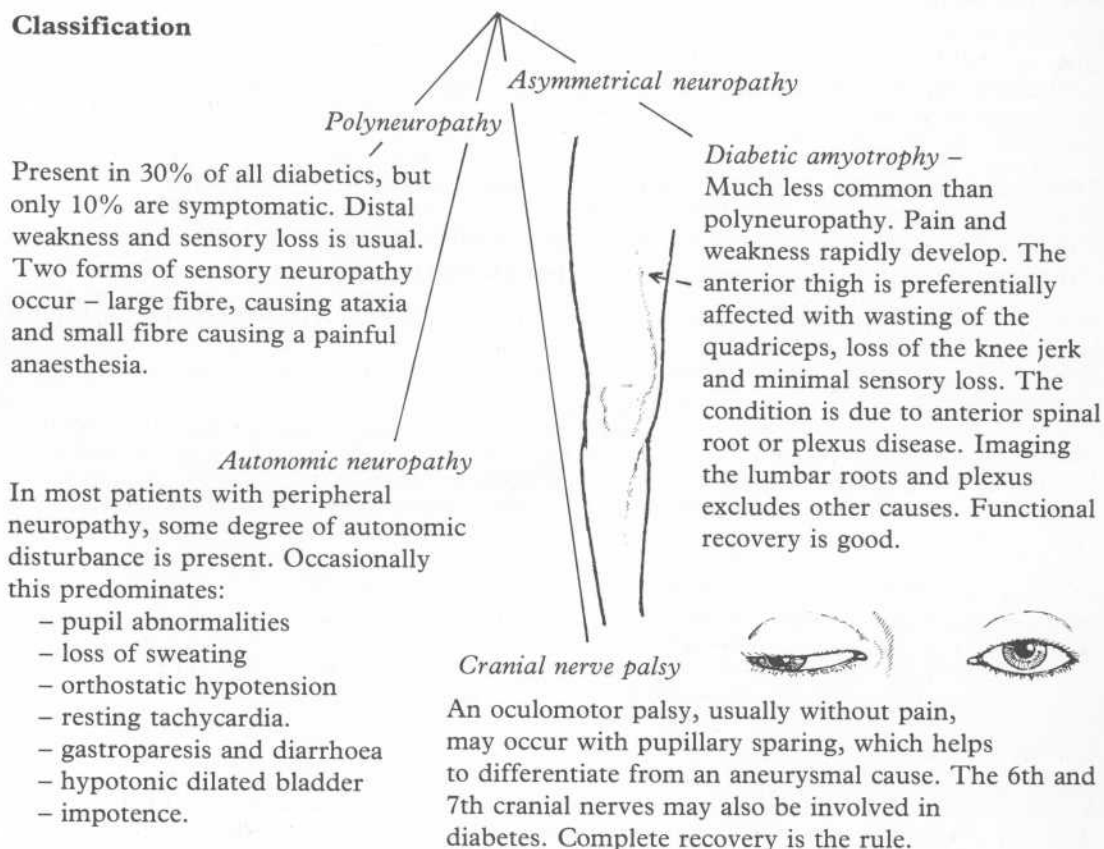 Classification
Asymmetrical neuropathy
Polyneuropathy
Present in 30% of all diabetics, but
only 10% are symptomatic. Distal
weakness and sensory loss is usual.
Two forms of sensory neuropathy
occur – large fibre, causing ataxia
and small fibre causing a painful
anaesthesia.
Diabetic amyotrophy –
Much less common than
polyneuropathy. Pain and
weakness rapidly develop. The
anterior thigh is preferentially
affected with wasting of the
quadriceps, loss of the knee jerk
and minimal sensory loss. The
condition is due to anterior spinal
root or plexus disease. Imaging
the lumbar roots and plexus
excludes other causes. Functional
recovery is good.
Autonomic neuropathy
In most patients with peripheral
neuropathy, some degree of autonomic
disturbance is present. Occasionally
this predominates:
– pupil abnormalities
– loss of sweating
– orthostatic hypotension
– resting tachycardia.
– gastroparesis and diarrhoea
– hypotonic dilated bladder
– impotence.
Cranial nerve palsy
An oculomotor palsy, usually without pain,
may occur with pupillary sparing, which helps
to differentiate from an aneurysmal cause. The 6th and
7th cranial nerves may also be involved in
diabetes. Complete recovery is the rule.